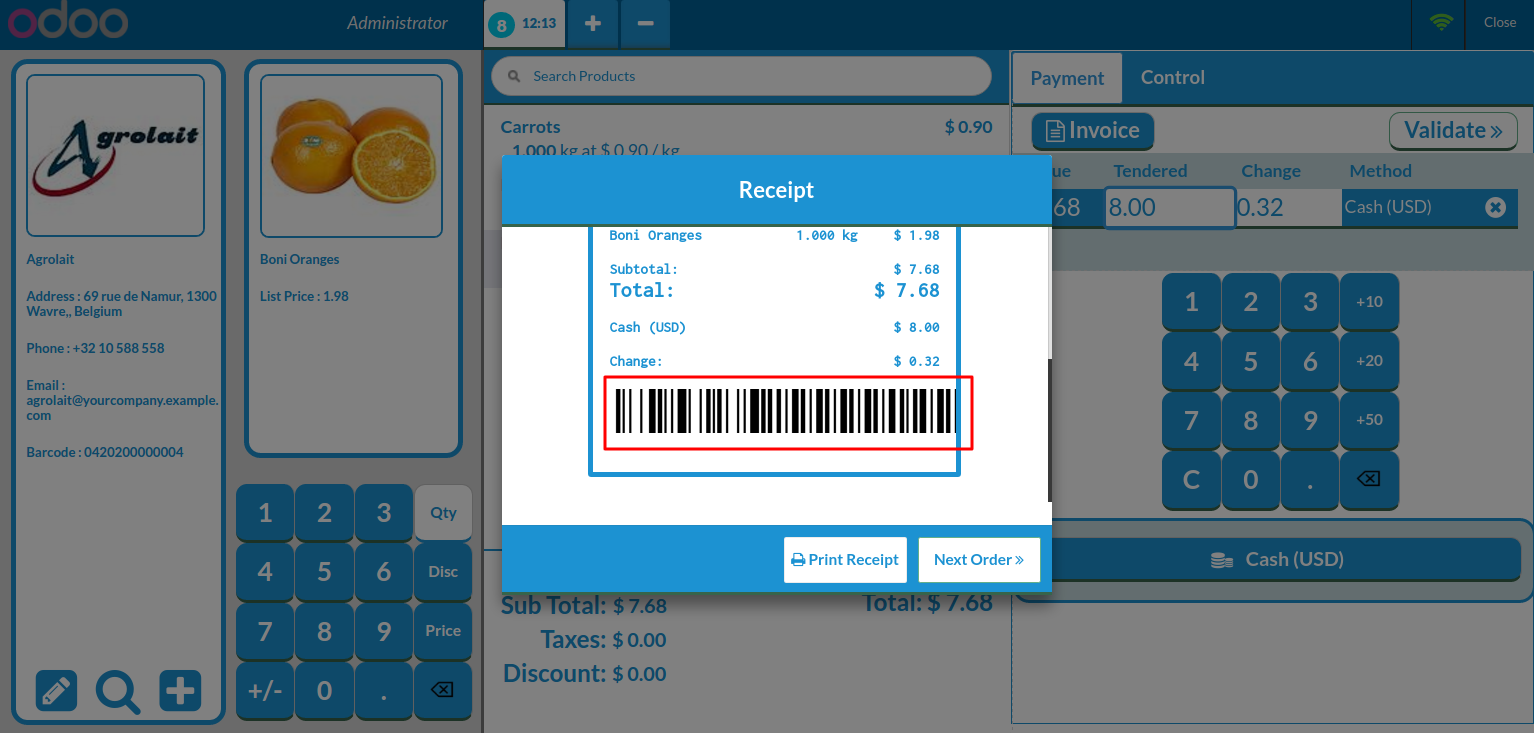 odoo
Administrator
8 12:13
+
−
Close
Agrolait
Agrolait
Address : 69 rue de Namur, 1300
Wavre,, Belgium
Phone : +32 10 588 558
Email :
agrolait@yourcompany.example.
com
Barcode : 0420200000004
Boni Oranges
List Price : 1.98
1 2 3 Qty
4 5 6 Disc
7 8 9 Price
+/- 0 .
Search Products
Carrots $ 0.90
1.000 kg at $ 0.90 / kg
Receipt
Boni Oranges 1.000 kg $ 1.98
Subtotal: $ 7.68
Total: $ 7.68
Cash (USD) $ 8.00
Change: $ 0.32
Print Receipt Next Order »
Sub Total: $ 7.68 Total: $ 7.68
Taxes: $ 0.00
Discount: $ 0.00
Payment Control
Invoice Validate »
Tendered Change Method
.68 8.00 0.32 Cash (USD)
1 2 3 +10
4 5 6 +20
7 8 9 +50
C 0 .
Cash (USD)